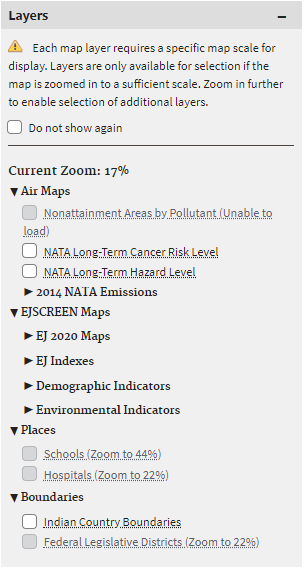 Layers
Each map layer requires a specific map scale for
display. Layers are only available for selection if the
map is zoomed in to a sufficient scale. Zoom in further
to enable selection of additional layers.
Do not show again
Current Zoom: 17%
Air Maps
Nonattainment Areas by Pollutant (Unable to
load)
NATA Long-Term Cancer Risk Level
NATA Long-Term Hazard Level
2014 NATA Emissions
EJSCREEN Maps
EJ 2020 Maps
EJ Indexes
Demographic Indicators
Environmental Indicators
Places
Schools (Zoom to 44%)
Hospitals (Zoom to 22%)
Boundaries
Indian Country Boundaries
Federal Legislative Districts (Zoom to 22%)